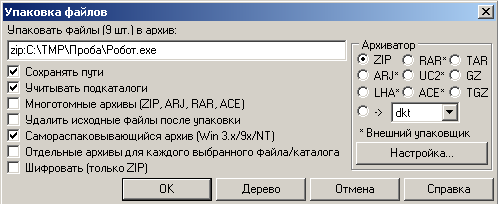 Упаковка файлов
Упаковать файлы (9 шт.) в архив:
zip:C:\TMP\Проба\Робот.exe
Сохранять пути
Учитывать подкаталоги
Многотомные архивы (ZIP, ARJ, RAR, ACE)
Удалить исходные файлы после упаковки
Самораспаковывающийся архив (Win 3.x/9x/NT)
Отдельные архивы для каждого выбранного файла/каталога
Шифровать (только ZIP)
Архиватор
ZIP RAR* TAR
ARJ* UC2* GZ
LHA* ACE* TGZ
-> dkt
* Внешний упаковщик
Настройка...
OK Дерево Отмена Справка